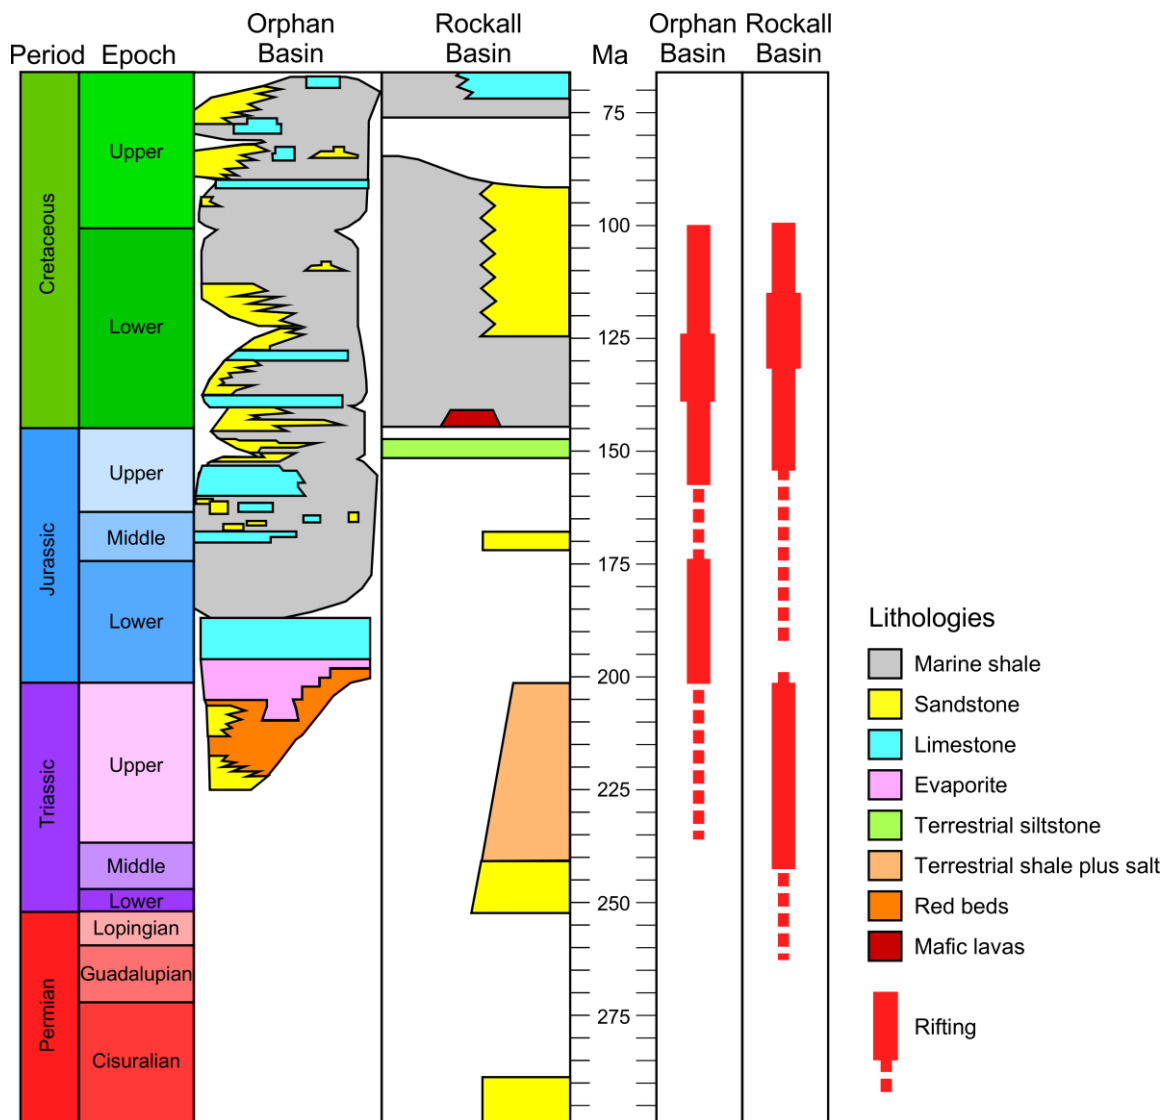 Orphan Basin
Rockall Basin
Orphan Basin
Rockall Basin
Period
Epoch
Ma
Cretaceous
Upper
Lower
Jurassic
Upper
Middle
Lower
Triassic
Upper
Middle
Lower
Permian
Lopingian
Guadalupian
Cisuralian
75
100
125
150
175
200
225
250
275
Lithologies
Marine shale
Sandstone
Limestone
Evaporite
Terrestrial siltstone
Terrestrial shale plus salt
Red beds
Mafic lavas
Rifting